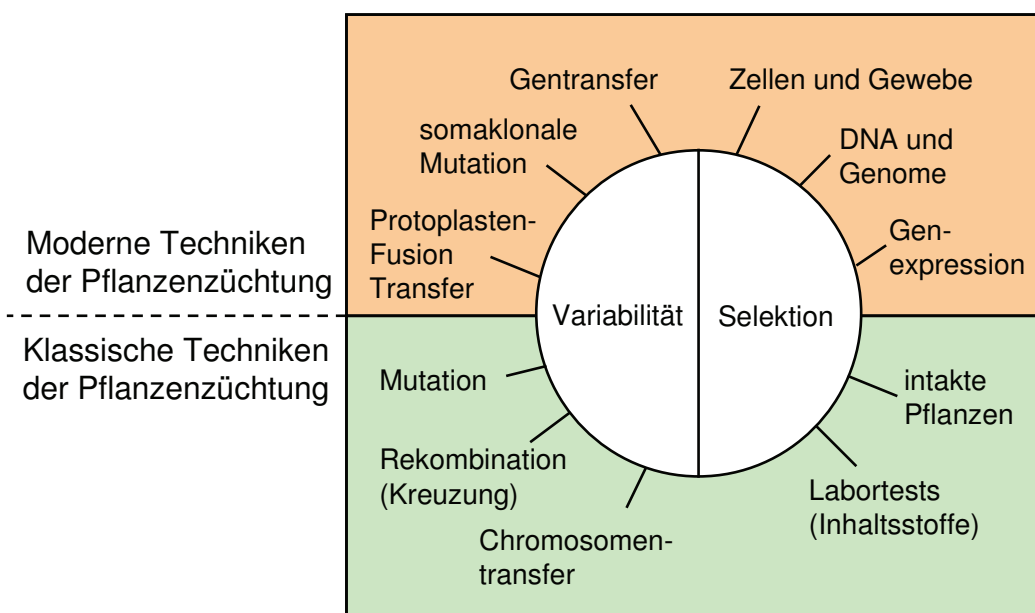 Gentransfer
Zellen und Gewebe
somaklonale
Mutation
DNA und
Genome
Protoplasten-
Fusion
Transfer
Gen-
expression
Moderne Techniken
der Pflanzenzüchtung
Variabilität
Selektion
Klassische Techniken
der Pflanzenzüchtung
Mutation
intakte
Pflanzen
Rekombination
(Kreuzung)
Labortests
(Inhaltsstoffe)
Chromosomen-
transfer